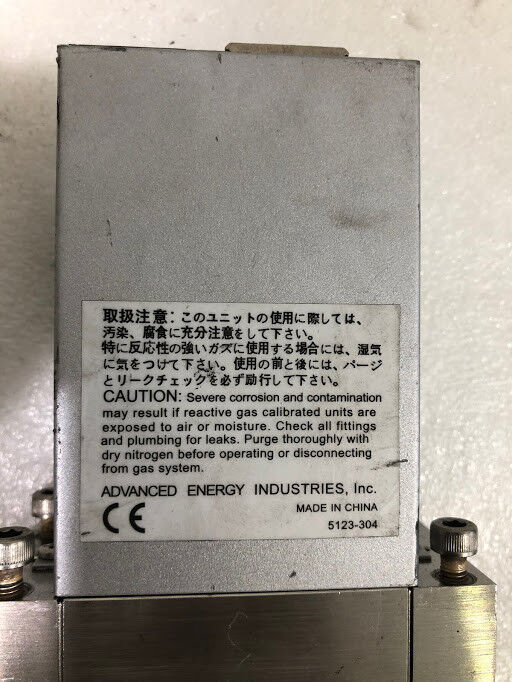 取扱注意：このユニットの使用に際しては、
汚染、腐食に充分注意をして下さい。
特に反応性の強いガズに使用する場合には、湿気
に気をつけて下さい。使用の前と後には、パージ
とリークチェックを必ず励行して下さい。
CAUTION: Severe corrosion and contamination
may result if reactive gas calibrated units are
exposed to air or moisture. Check all fittings
and plumbing for leaks. Purge thoroughly with
dry nitrogen before operating or disconnecting
from gas system.
ADVANCED ENERGY INDUSTRIES, Inc.
CE
MADE IN CHINA
5123-304